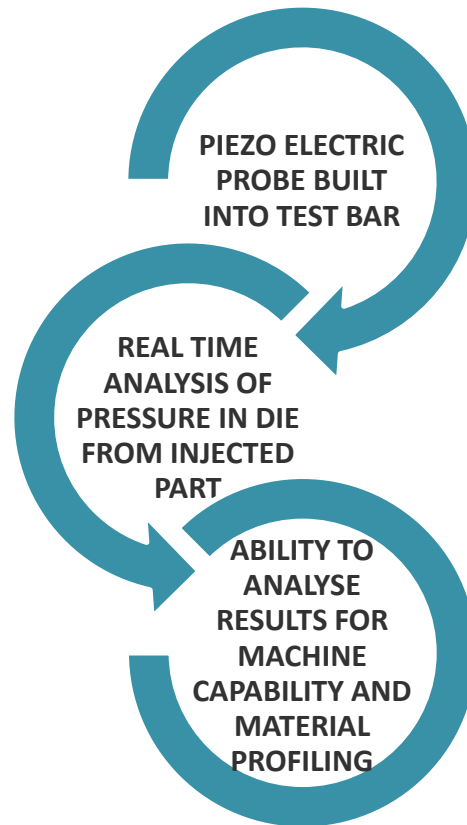 PIEZO ELECTRIC
PROBE BUILT
INTO TEST BAR
REAL TIME
ANALYSIS OF
PRESSURE IN DIE
FROM INJECTED
PART
ABILITY TO
ANALYSE
RESULTS FOR
MACHINE
CAPABILITY AND
MATERIAL
PROFILING